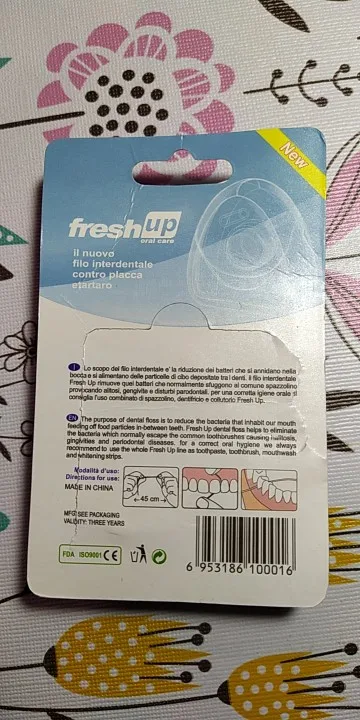 New
fresh up
oral care
il nuovo
filo interdentale
contro placca
etartaro
I Lo scopo del filo interdentale e' la riduzione dei batteri che si annidano nella
bocca e si alimentano delle particelle di cibo depositate tra i denti. il filo interdentale
Fresh Up rimuove quei batteri che normalmente sfuggono al comune spazzolino
provocando alitosi, gengivite e disturbi parodontali. per una corretta igiene orale si
consiglia l'uso combinato di spazzolino, dentifricio e collutorio Fresh Up.
EN The purpose of dental floss is to reduce the bacteria that inhabit our mouth
feeding off food particles in-between teeth. Fresh Up dental floss helps to eliminate
the bacteria which normally escape the common toothbrushes causing halitosis,
gingivities and periodontal diseases. for a correct oral hygiene we always
recommend to use the whole Fresh Up line as toothpaste, toothbrush, mouthwash
and whitening strips.
Modalità d'uso:
Directions for use:
MADE IN CHINA
45 cm
MFG: SEE PACKAGING
VALIDITY: THREE YEARS
FDA ISO9001 CE
6 953186 100016